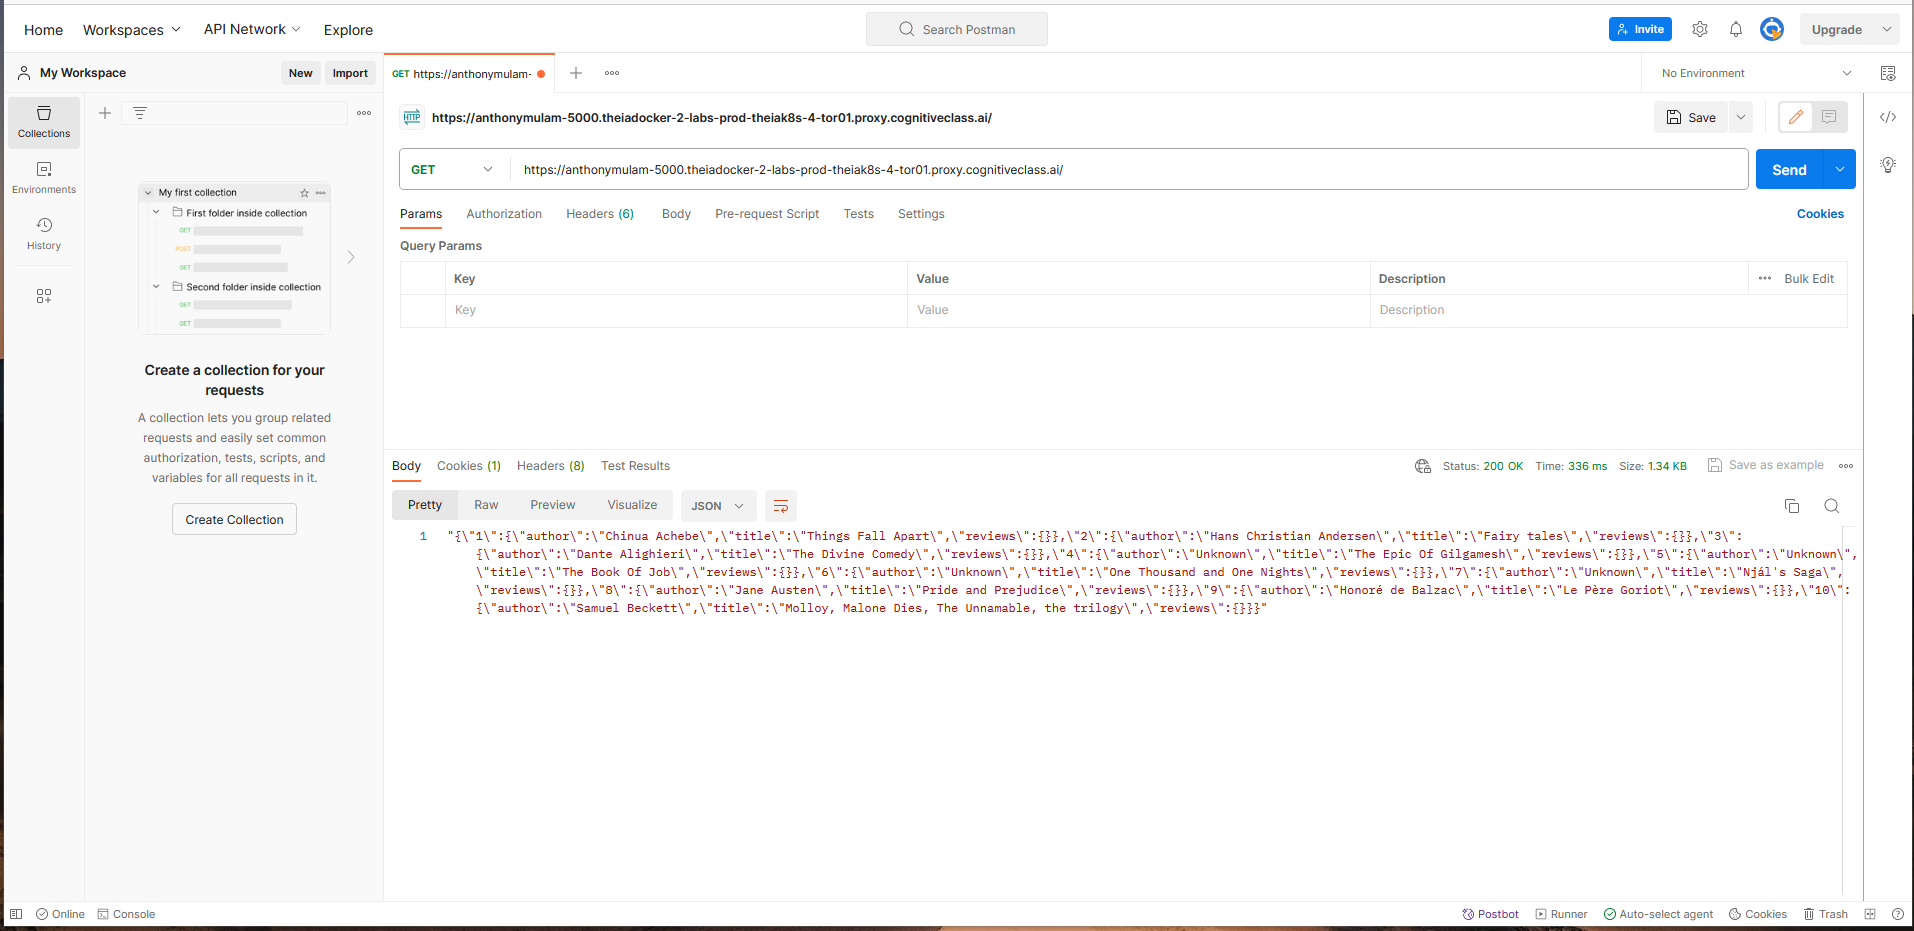 Home Workspaces API Network Explore Search Postman Invite Upgrade
My Workspace New Import GET https://anthonymulam- No Environment
Collections
Environments
History
My first collection
First folder inside collection
GET
POST
GET
Second folder inside collection
GET
GET
Create a collection for your
requests
A collection lets you group related
requests and easily set common
authorization, tests, scripts, and
variables for all requests in it.
Create Collection
HTTP https://anthonymulam-5000.theiadocker-2-labs-prod-theiak8s-4-tor01.proxy.cognitiveclass.ai/ Save
GET https://anthonymulam-5000.theiadocker-2-labs-prod-theiak8s-4-tor01.proxy.cognitiveclass.ai/ Send
Params Authorization Headers (6) Body Pre-request Script Tests Settings Cookies
Query Params
Key Value Description Bulk Edit
Key Value Description
Body Cookies (1) Headers (8) Test Results Status: 200 OK Time: 336 ms Size: 1.34 KB Save as example
Pretty Raw Preview Visualize JSON
1 "{\"1\":{\"author\":\"Chinua Achebe\",\"title\":\"Things Fall Apart\",\"reviews\":{}},\"2\":{\"author\":\"Hans Christian Andersen\",\"title\":\"Fairy tales\",\"reviews\":{}},\"3\":
{\"author\":\"Dante Alighieri\",\"title\":\"The Divine Comedy\",\"reviews\":{}},\"4\":{\"author\":\"Unknown\",\"title\":\"The Epic Of Gilgamesh\",\"reviews\":{}},\"5\":{\"author\":\"Unknown\",
\"title\":\"The Book Of Job\",\"reviews\":{}},\"6\":{\"author\":\"Unknown\",\"title\":\"One Thousand and One Nights\",\"reviews\":{}},\"7\":{\"author\":\"Unknown\",\"title\":\"Njál's Saga\",
\"reviews\":{}},\"8\":{\"author\":\"Jane Austen\",\"title\":\"Pride and Prejudice\",\"reviews\":{}},\"9\":{\"author\":\"Honoré de Balzac\",\"title\":\"Le Père Goriot\",\"reviews\":{}},\"10\":
{\"author\":\"Samuel Beckett\",\"title\":\"Molloy, Malone Dies, The Unnamable, the trilogy\",\"reviews\":{}}}"
Online Console Postbot Runner Auto-select agent Cookies Trash